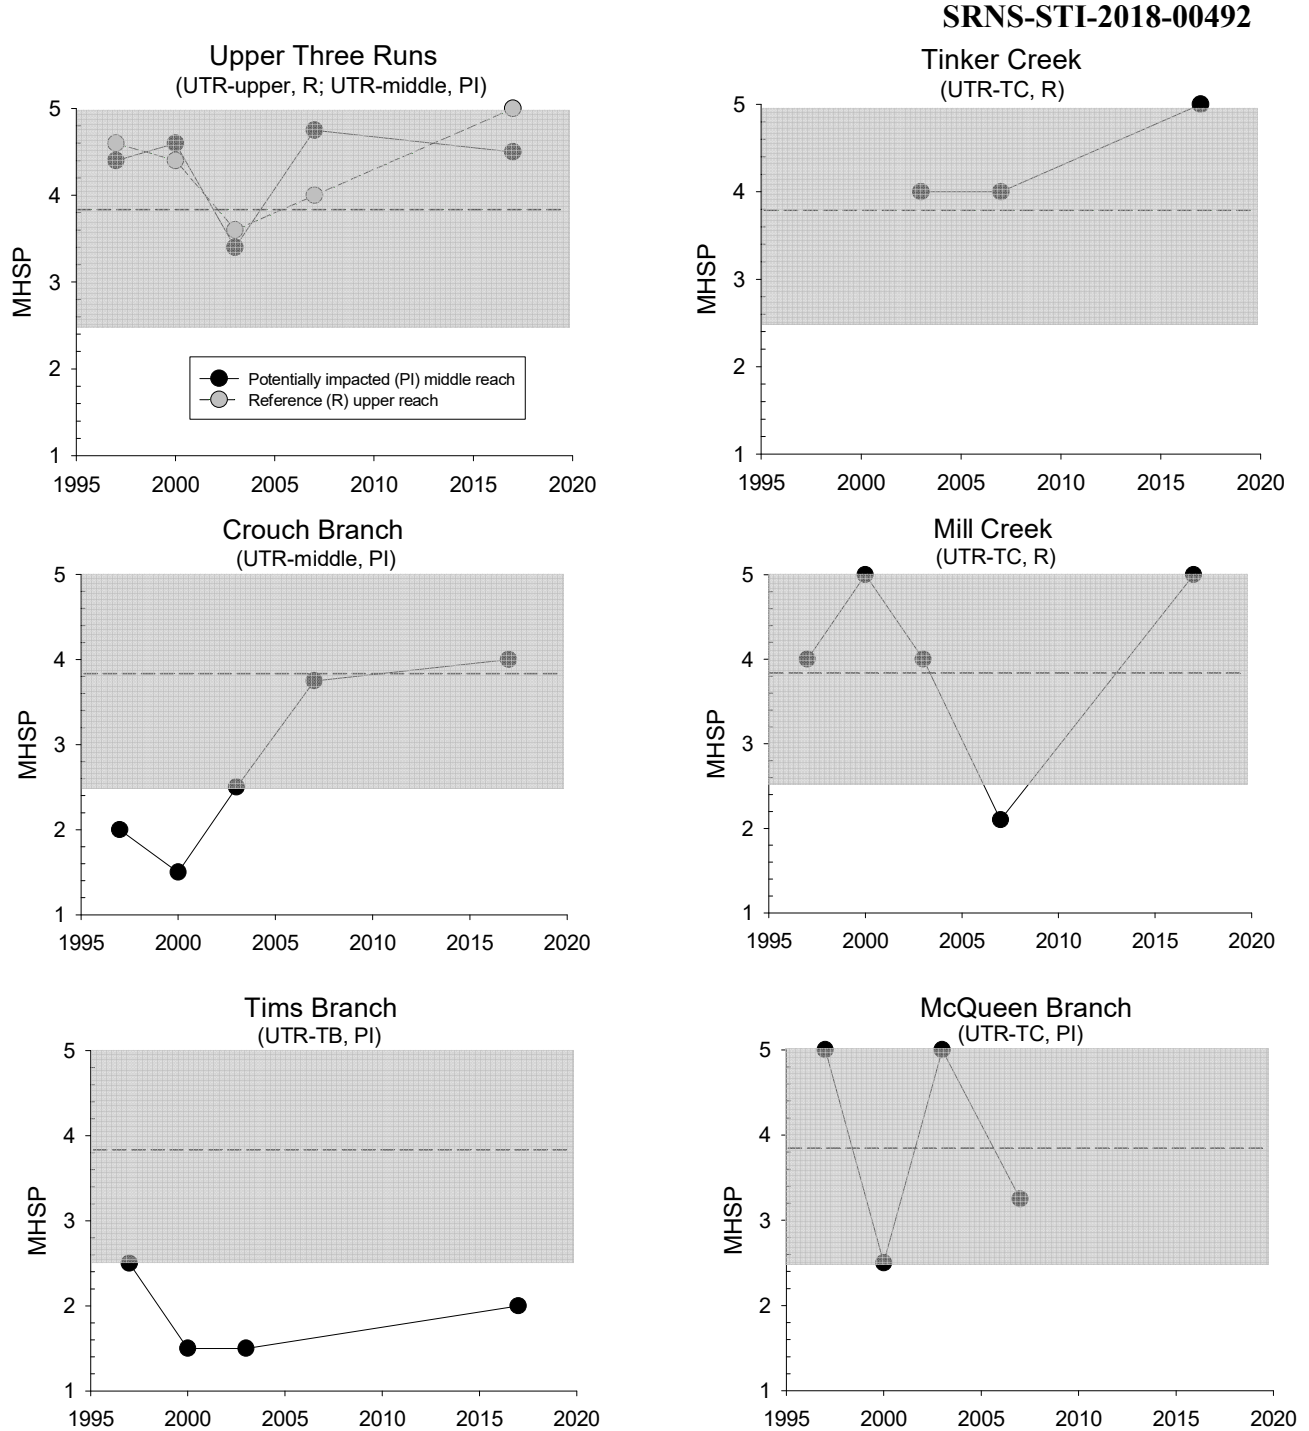 SRNS-STI-2018-00492
Upper Three Runs
(UTR-upper, R; UTR-middle, PI)
5
4
3
2
1
MHSP
Potentially impacted (PI) middle reach
Reference (R) upper reach
1995 2000 2005 2010 2015 2020
Tinker Creek
(UTR-TC, R)
5
4
3
2
1
MHSP
1995 2000 2005 2010 2015 2020
Crouch Branch
(UTR-middle, PI)
5
4
3
2
1
MHSP
1995 2000 2005 2010 2015 2020
Mill Creek
(UTR-TC, R)
5
4
3
2
1
MHSP
1995 2000 2005 2010 2015 2020
Tims Branch
(UTR-TB, PI)
5
4
3
2
1
MHSP
1995 2000 2005 2010 2015 2020
McQueen Branch
(UTR-TC, PI)
5
4
3
2
1
MHSP
1995 2000 2005 2010 2015 2020